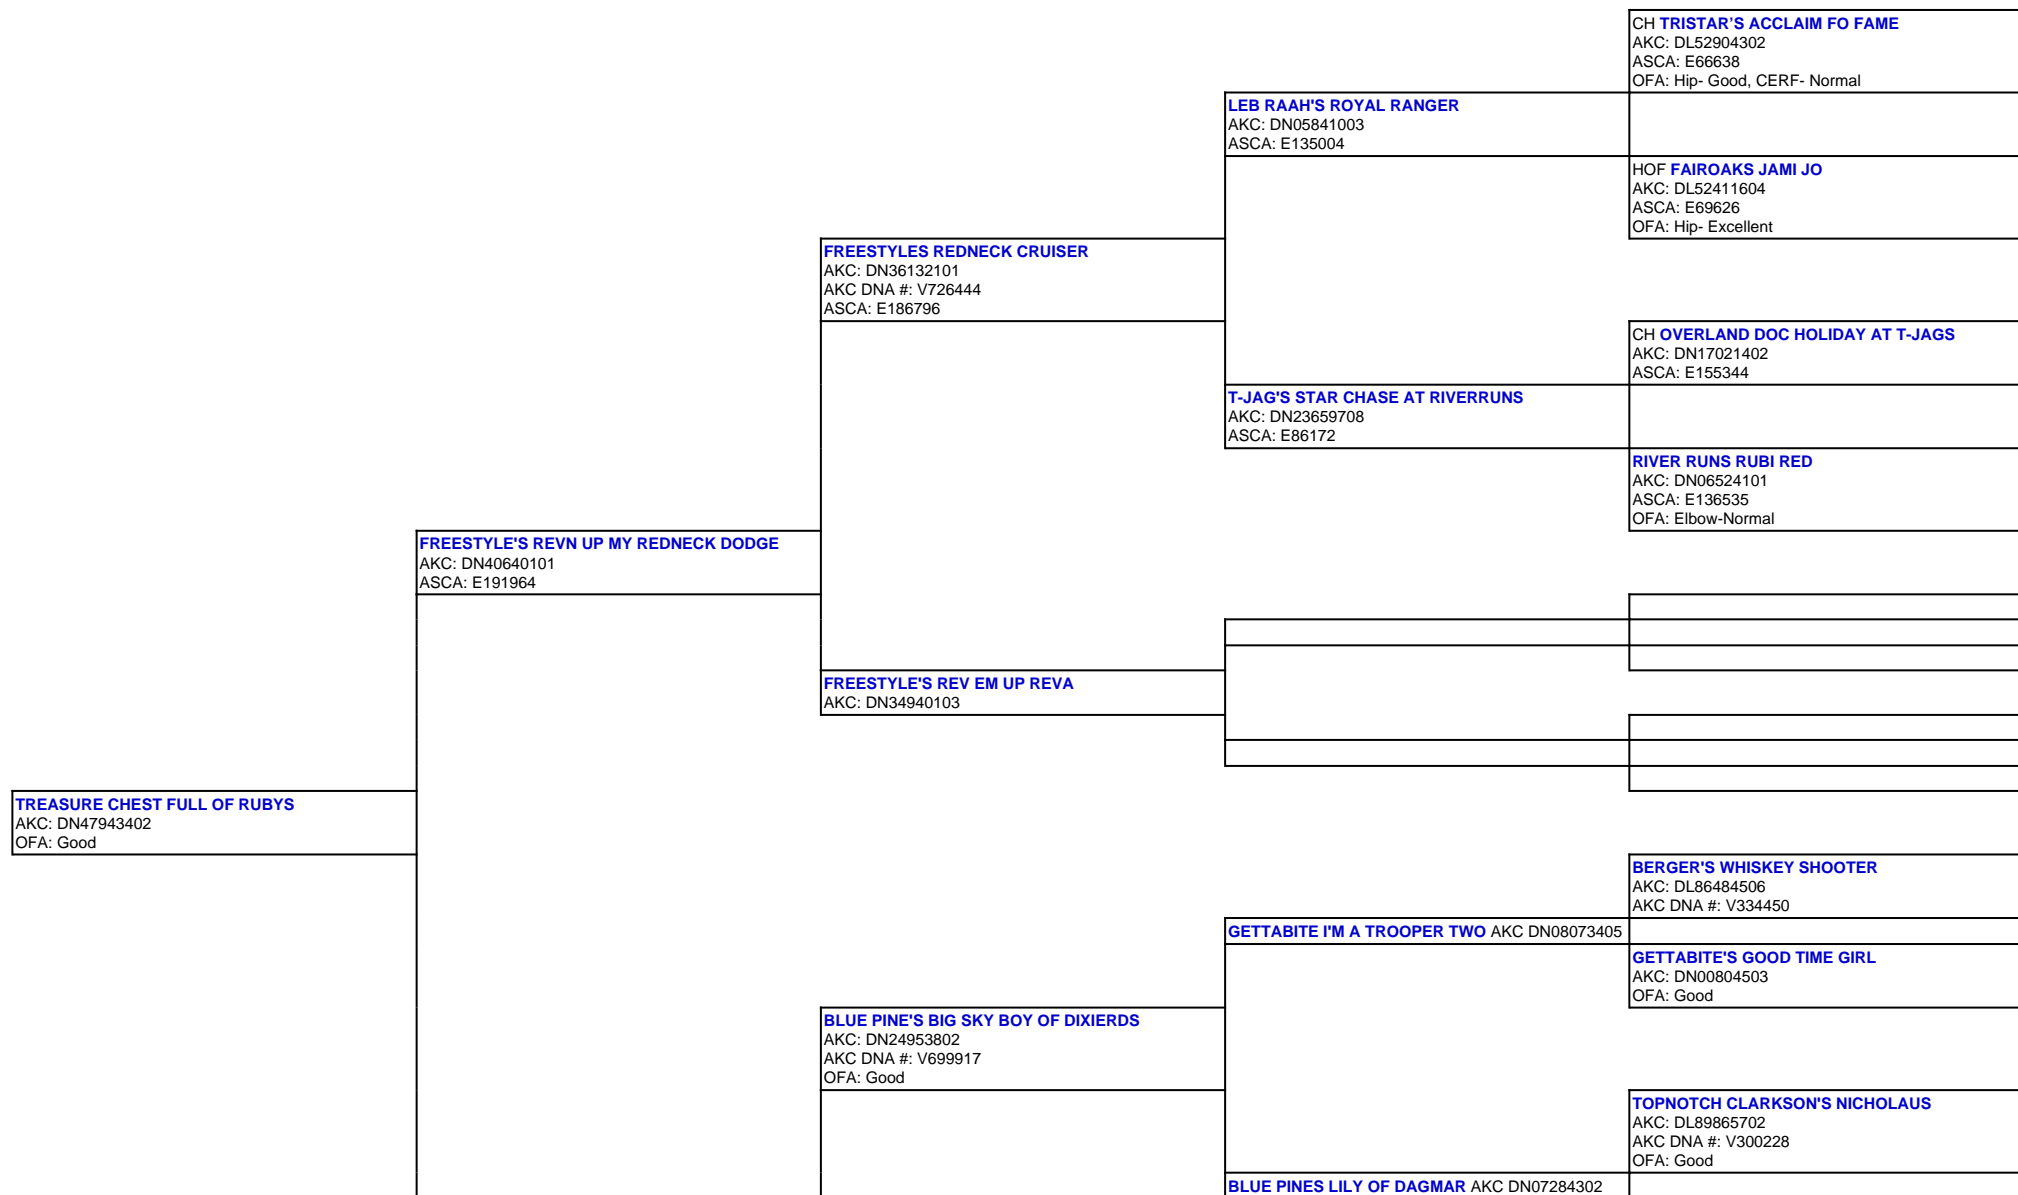 CH TRISTAR’S ACCLAIM FO FAME
AKC: DL52904302
ASCA: E66638
OFA: Hip- Good, CERF- Normal
LEB RAAH'S ROYAL RANGER
AKC: DN05841003
ASCA: E135004
HOF FAIROAKS JAMI JO
AKC: DL52411604
ASCA: E69626
OFA: Hip- Excellent
FREESTYLES REDNECK CRUISER
AKC: DN36132101
AKC DNA #: V726444
ASCA: E186796
CH OVERLAND DOC HOLIDAY AT T-JAGS
AKC: DN17021402
ASCA: E155344
T-JAG'S STAR CHASE AT RIVERRUNS
AKC: DN23659708
ASCA: E86172
RIVER RUNS RUBI RED
AKC: DN06524101
ASCA: E136535
OFA: Elbow-Normal
FREESTYLE'S REVN UP MY REDNECK DODGE
AKC: DN40640101
ASCA: E191964
FREESTYLE'S REV EM UP REVA
AKC: DN34940103
TREASURE CHEST FULL OF RUBYS
AKC: DN47943402
OFA: Good
BERGER'S WHISKEY SHOOTER
AKC: DL86484506
AKC DNA #: V334450
GETTABITE I'M A TROOPER TWO AKC DN08073405
GETTABITE'S GOOD TIME GIRL
AKC: DN00804503
OFA: Good
BLUE PINE'S BIG SKY BOY OF DIXIERDS
AKC: DN24953802
AKC DNA #: V699917
OFA: Good
TOPNOTCH CLARKSON'S NICHOLAUS
AKC: DL89865702
AKC DNA #: V300228
OFA: Good
BLUE PINES LILY OF DAGMAR AKC DN07284302